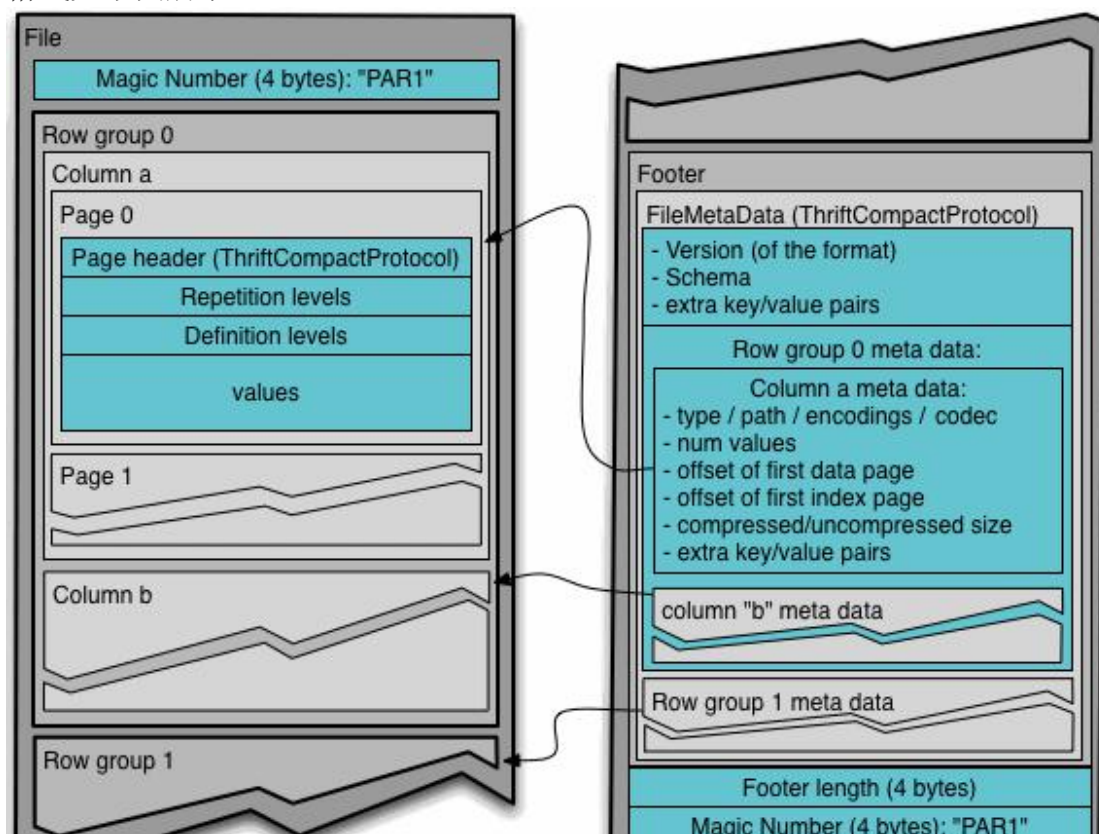 File
Magic Number (4 bytes): "PAR1"
Row group 0
Column a
Page 0
Page header (ThriftCompactProtocol)
Repetition levels
Definition levels
values
Page 1
Column b
Row group 1
Footer
FileMetaData (ThriftCompactProtocol)
- Version (of the format)
- Schema
- extra key/value pairs
Row group 0 meta data:
Column a meta data:
- type / path / encodings / codec
- num values
- offset of first data page
- offset of first index page
- compressed/uncompressed size
- extra key/value pairs
column "b" meta data
Row group 1 meta data
Footer length (4 bytes)
Magic Number (4 bytes): "PAR1"